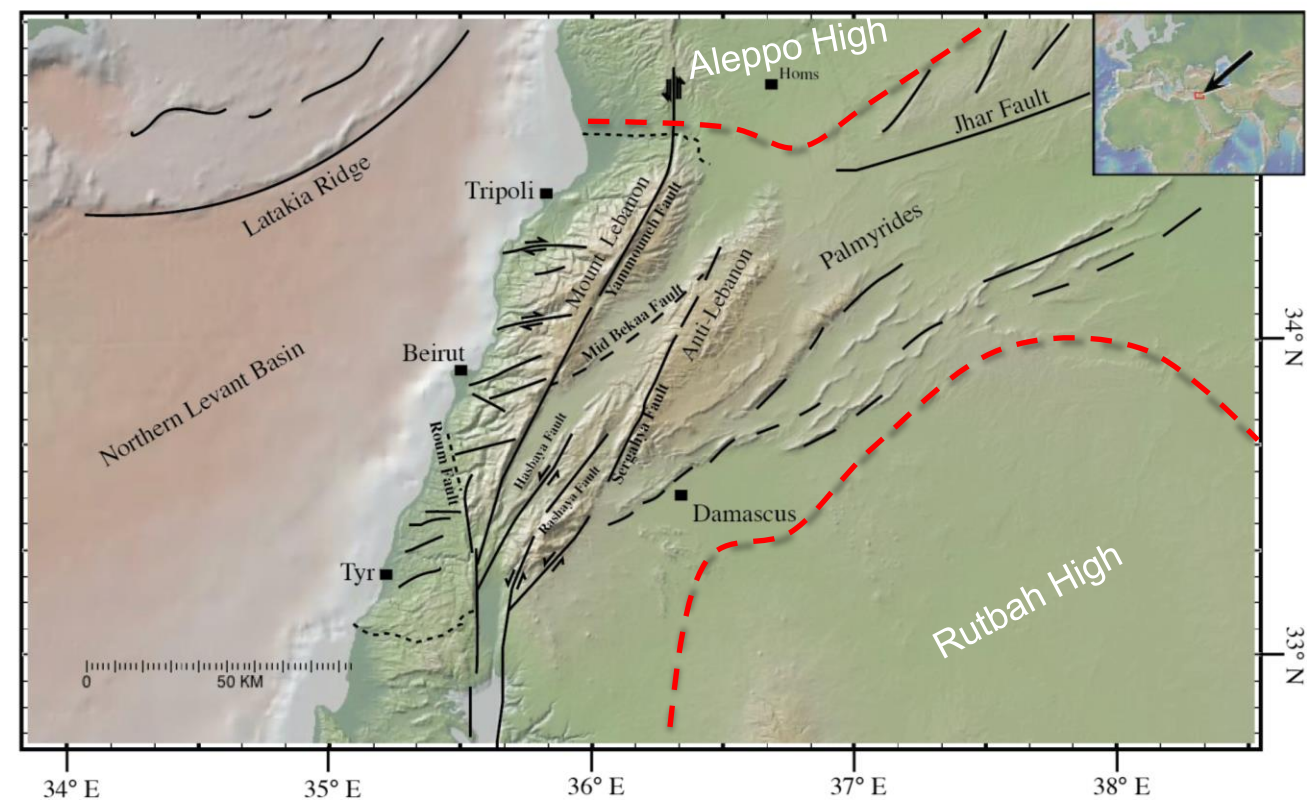 Aleppo High
Homs
Jhar Fault
Latakia Ridge
Tripoli
Mount Lebanon
Yammouneh Fault
Palmyrides
Mid Bekaa Fault
Anti-Lebanon
34° N
Beirut
Northern Levant Basin
Roum Fault
Hasbaya Fault
Sergahya Fault
Rashaya Fault
Damascus
Tyr
Rutbah High
33° N
0 50 KM
34° E 35° E 36° E 37° E 38° E